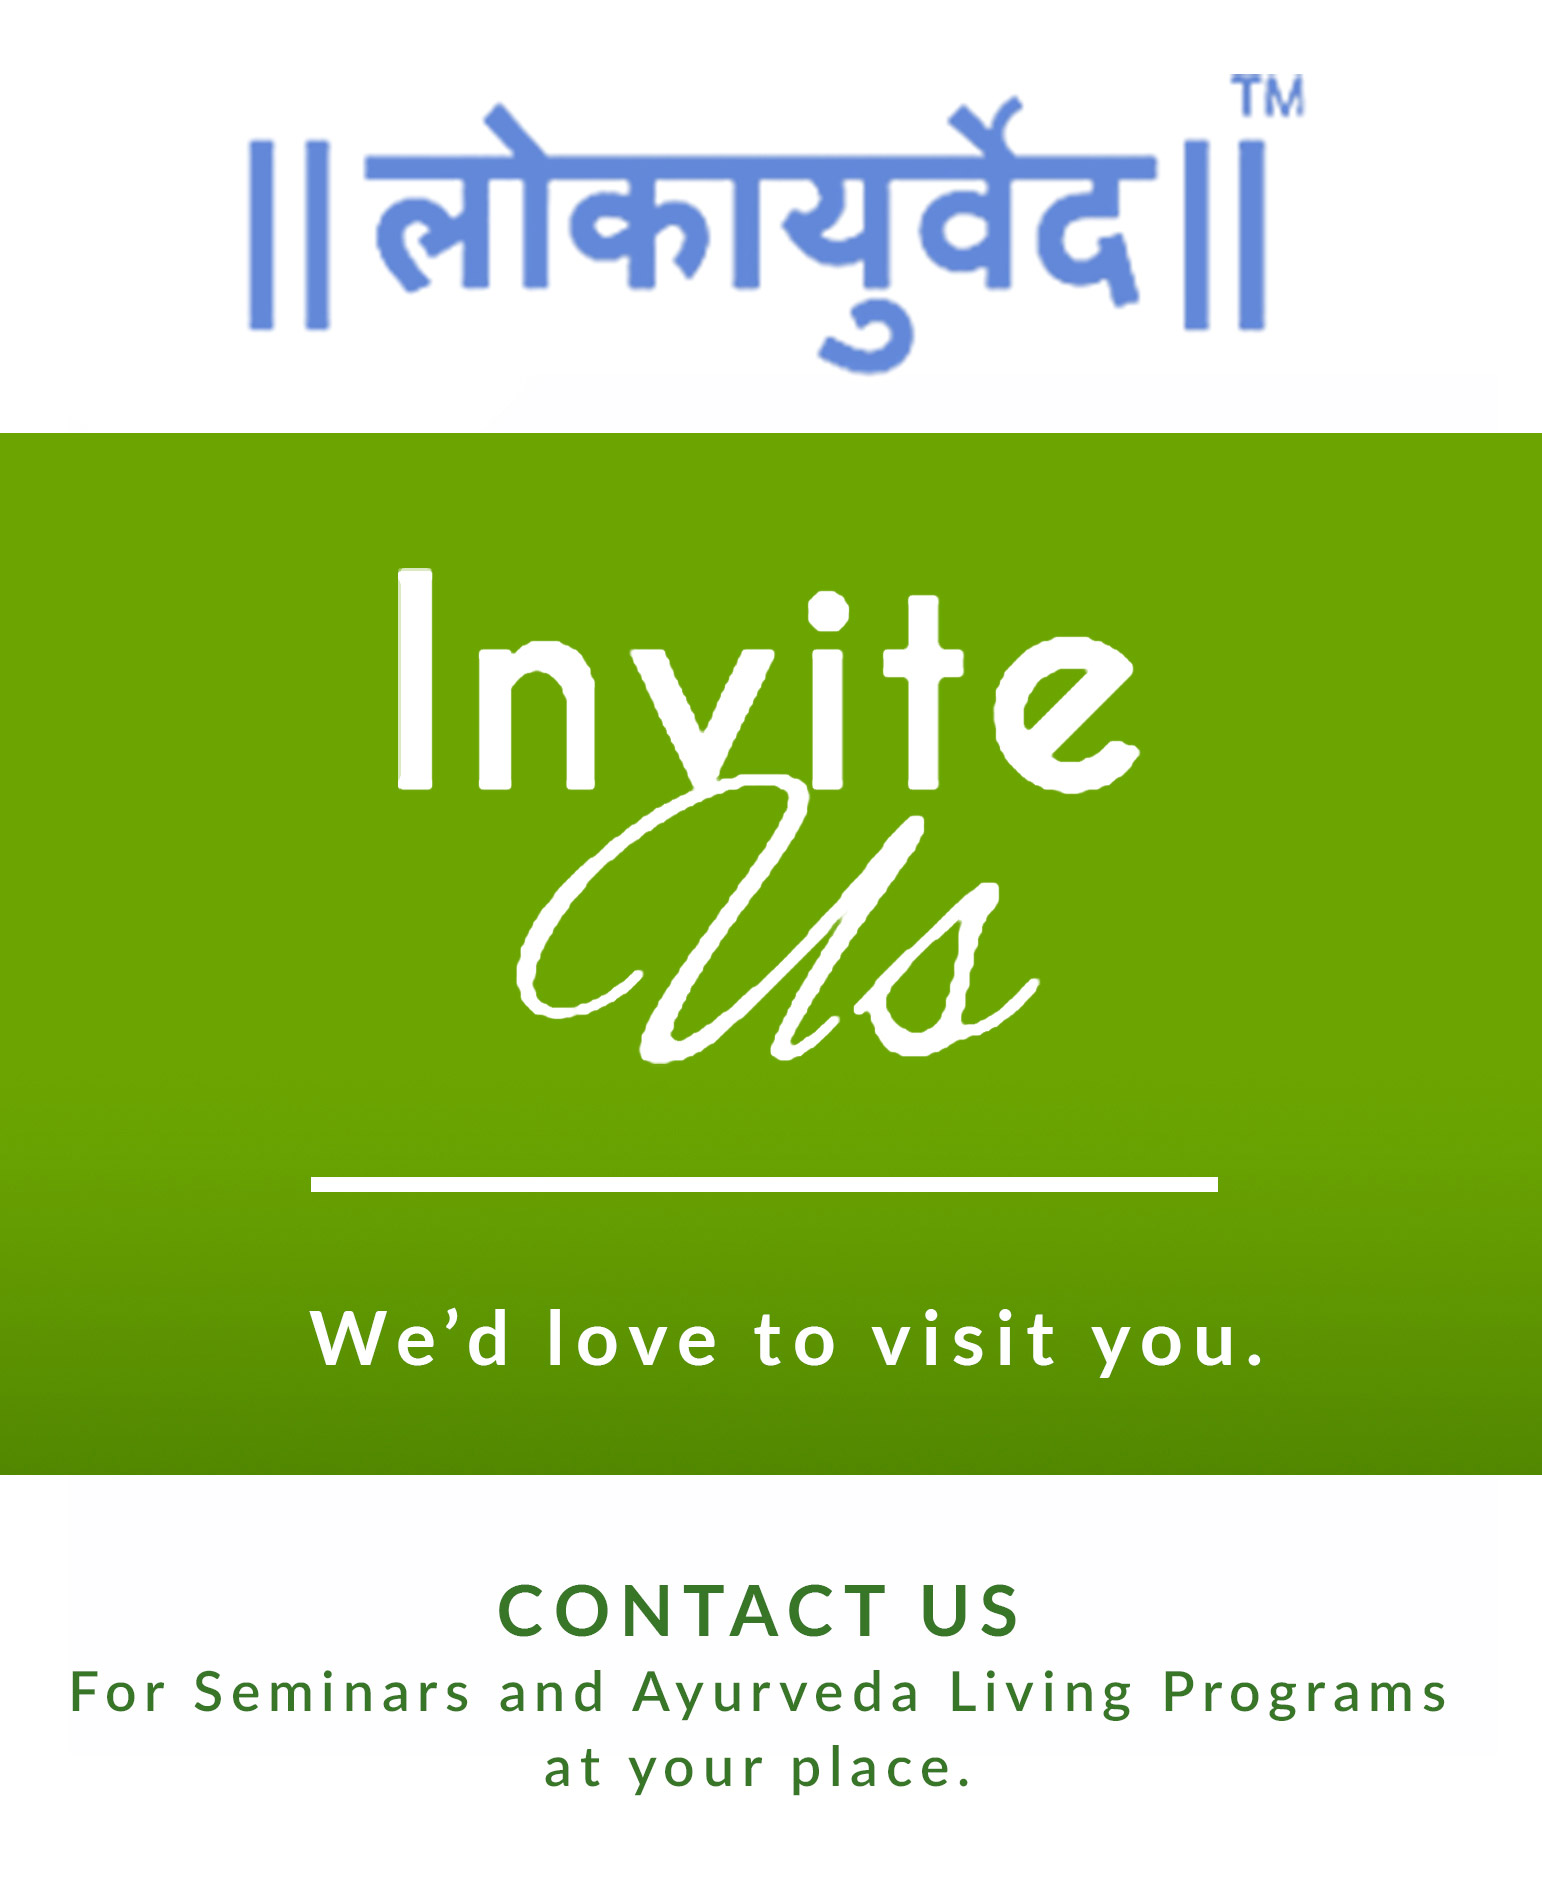 ||लोकायुर्वेद|| TM
Invite
Us
We’d love to visit you.
CONTACT US
For Seminars and Ayurveda Living Programs
at your place.